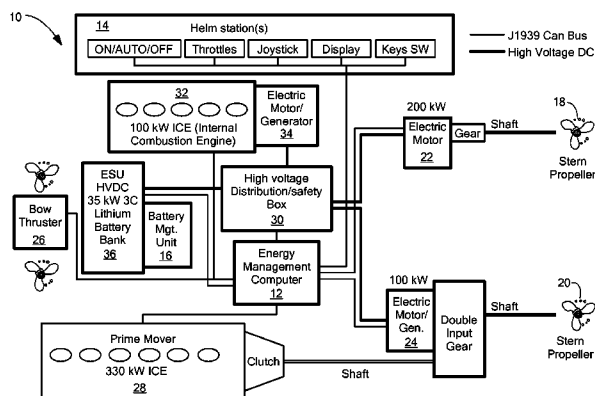 10
14
Helm station(s)
ON/AUTO/OFF
Throttles
Joystick
Display
Keys SW
J1939 Can Bus
High Voltage DC
32
100 kW ICE (Internal
Combustion Engine)
Electric
Motor/
Generator
34
200 kW
Electric
Motor
22
Gear
Shaft
18
Stern
Propeller
Bow
Thruster
26
ESU
HVDC
35 kW 3C
Lithium
Battery
Bank
36
Battery
Mgt.
Unit
16
High voltage
Distribution/safety
Box
30
Energy
Management
Computer
12
100 kW
Electric
Motor/
Gen.
24
Double
Input
Gear
Shaft
20
Stern
Propeller
Prime Mover
330 kW ICE
28
Clutch
Shaft